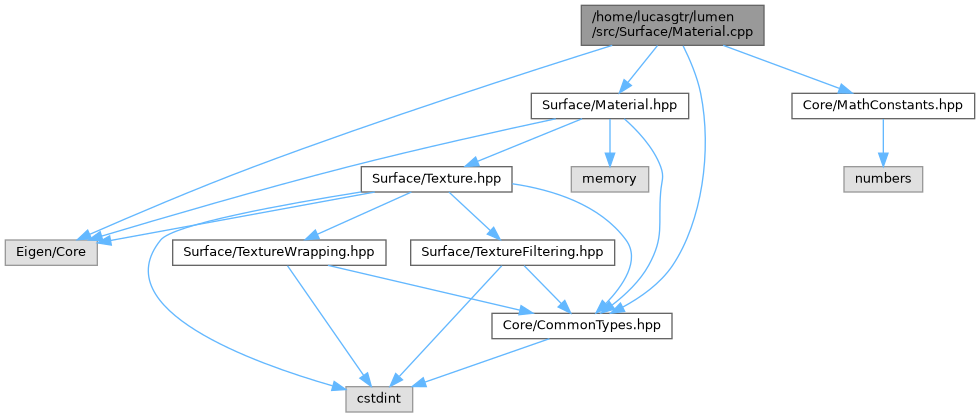 /home/lucasgtr/lumen
/src/Surface/Material.cpp
Surface/Material.hpp
Core/MathConstants.hpp
Surface/Texture.hpp
memory
numbers
Eigen/Core
Surface/TextureWrapping.hpp
Surface/TextureFiltering.hpp
Core/CommonTypes.hpp
cstdint